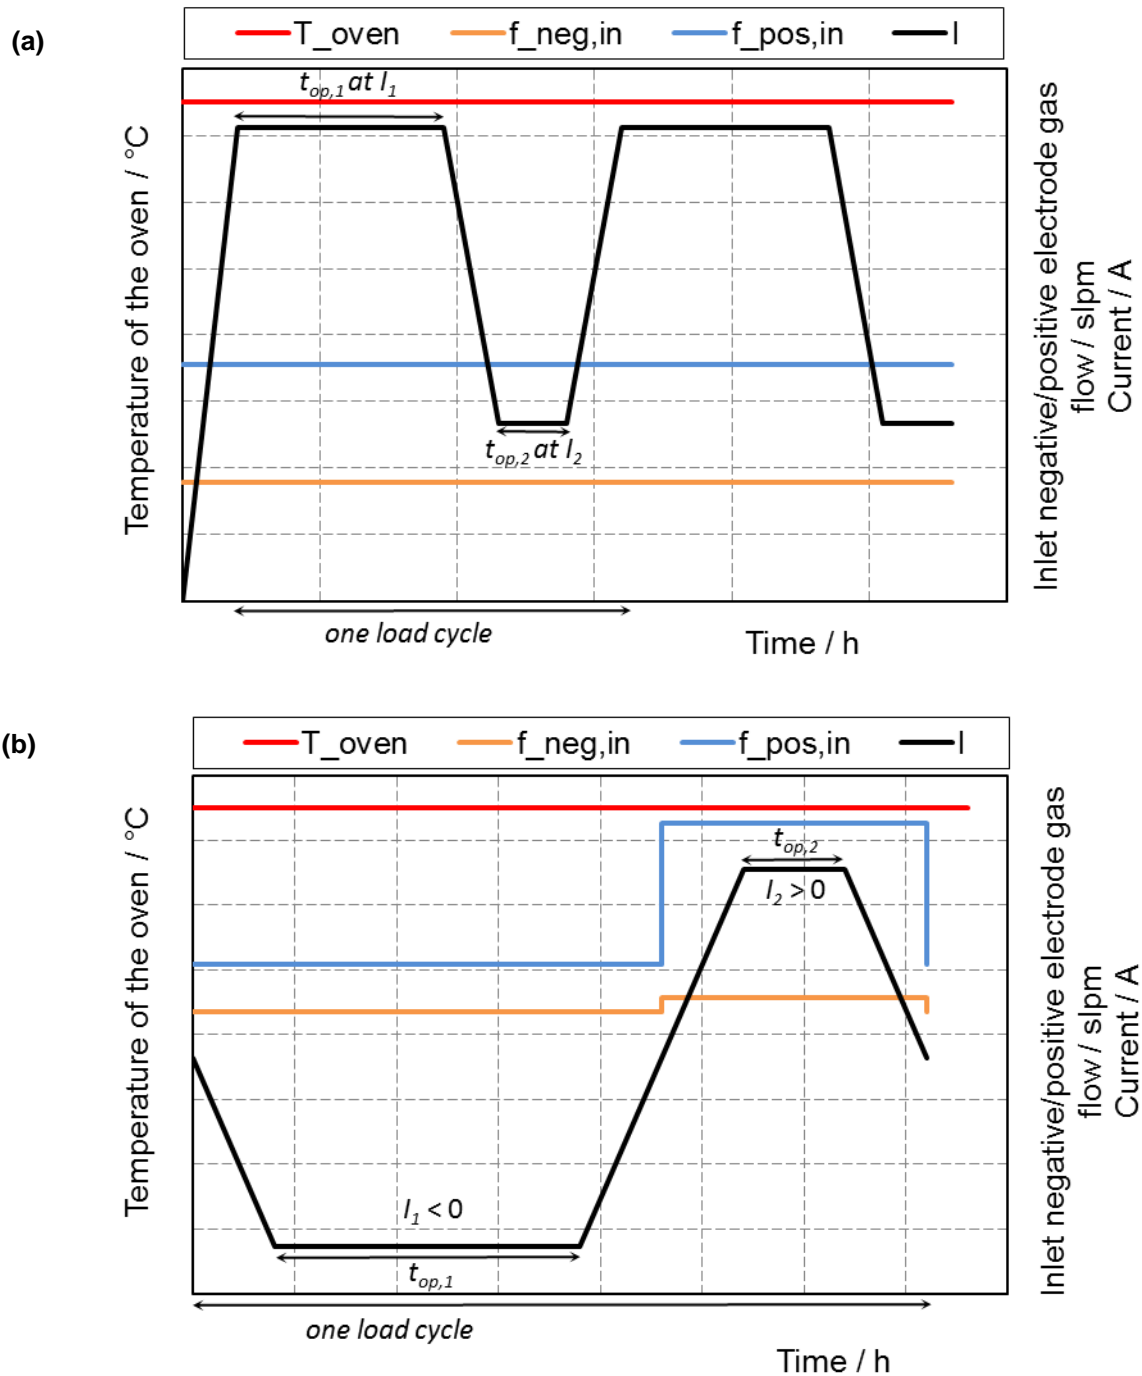 (a)
T_oven f_neg,in f_pos,in I
t_op,1 at I_1
t_op,2 at I_2
Temperature of the oven / °C
Inlet negative/positive electrode gas
flow / slpm
Current / A
one load cycle
Time / h
(b)
T_oven f_neg,in f_pos,in I
t_op,2
I_2 > 0
I_1 < 0
t_op,1
Temperature of the oven / °C
Inlet negative/positive electrode gas
flow / slpm
Current / A
one load cycle
Time / h